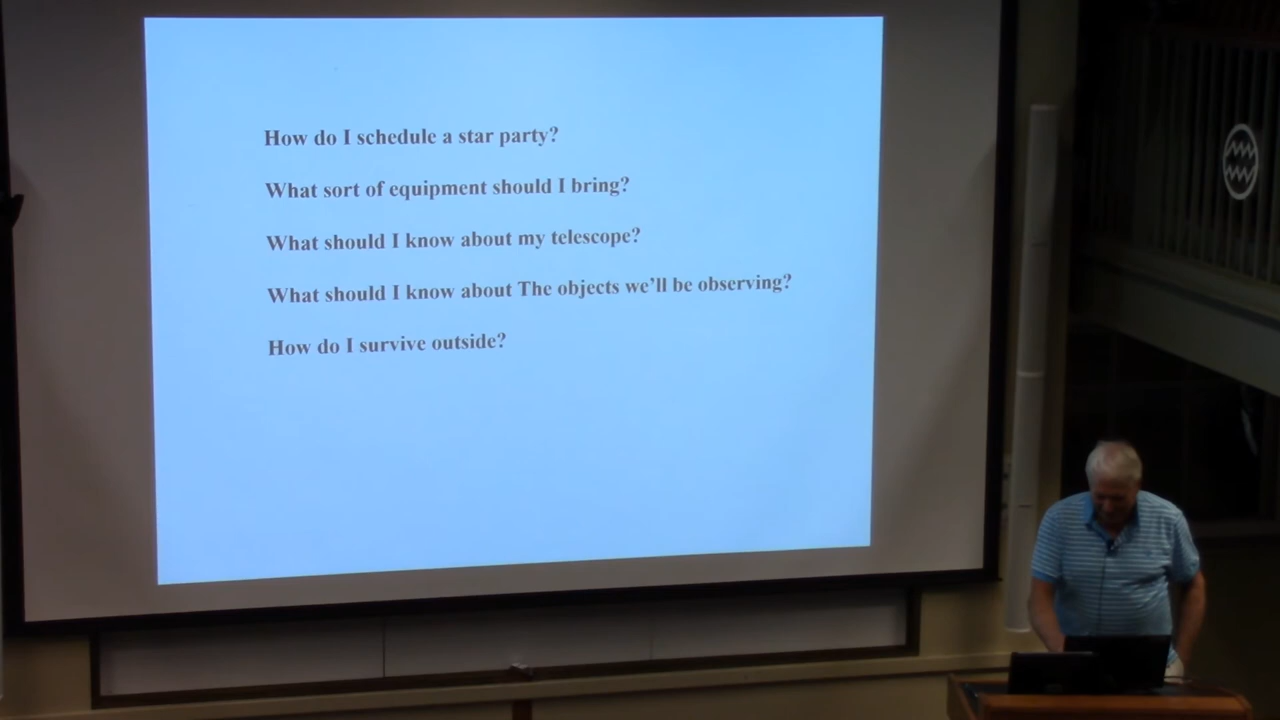 How do I schedule a star party?
What sort of equipment should I bring?
What should I know about my telescope?
What should I know about The objects we'll be observing?
How do I survive outside?